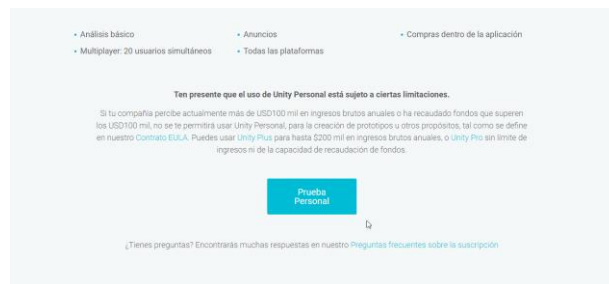 • Análisis básico
• Anuncios
• Compras dentro de la aplicación
• Multiplayer: 20 usuarios simultáneos
• Todas las plataformas
Ten presente que el uso de Unity Personal está sujeto a ciertas limitaciones.
Si tu compañía percibe actualmente más de USD100 mil en ingresos brutos anuales o ha recaudado fondos que superen
los USD100 mil, no se te permitirá usar Unity Personal, para la creación de prototipos u otros propósitos, tal como se define
en nuestro Contrato EULA. Puedes usar Unity Plus para hasta $200 mil en ingresos brutos anuales, o Unity Pro sin límite de
ingresos ni de la capacidad de recaudación de fondos.
Prueba
Personal
¿Tienes preguntas? Encontrarás muchas respuestas en nuestro Preguntas frecuentes sobre la suscripción